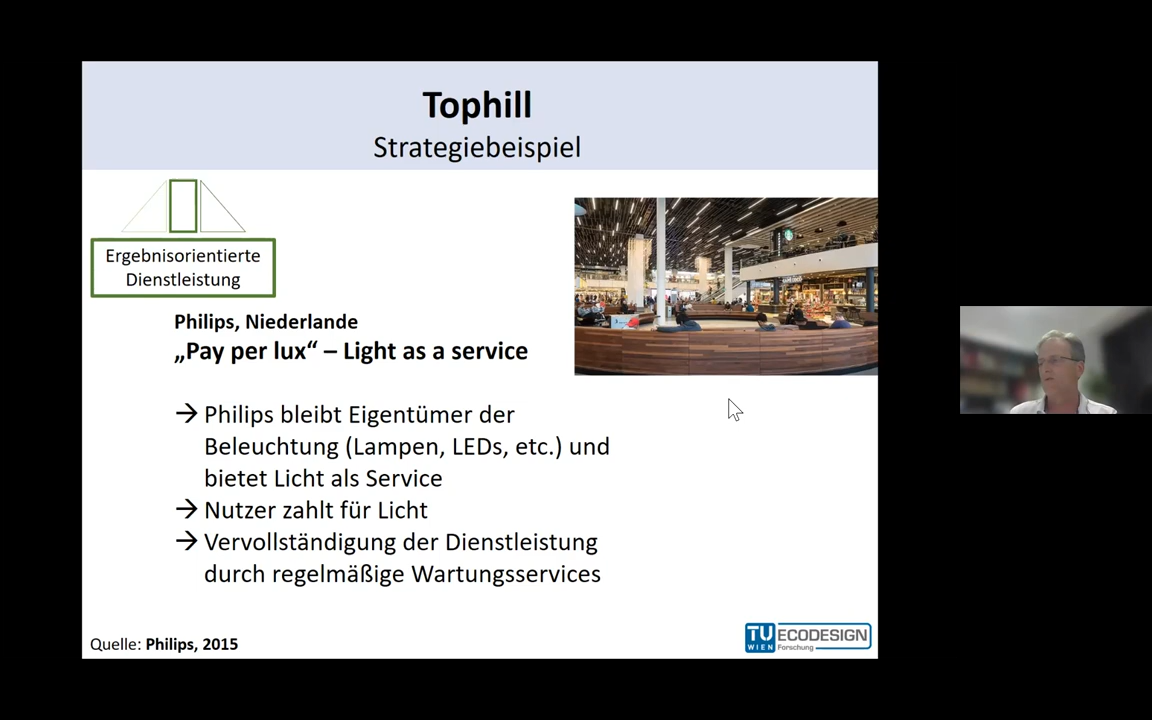 Tophill
Strategiebeispiel
Ergebnisorientierte
Dienstleistung
Philips, Niederlande
„Pay per lux“ – Light as a service
→ Philips bleibt Eigentümer der
Beleuchtung (Lampen, LEDs, etc.) und
bietet Licht als Service
→ Nutzer zahlt für Licht
→ Vervollständigung der Dienstleistung
durch regelmäßige Wartungsservices
Quelle: Philips, 2015
TU
WIEN
ECODESIGN
Forschung